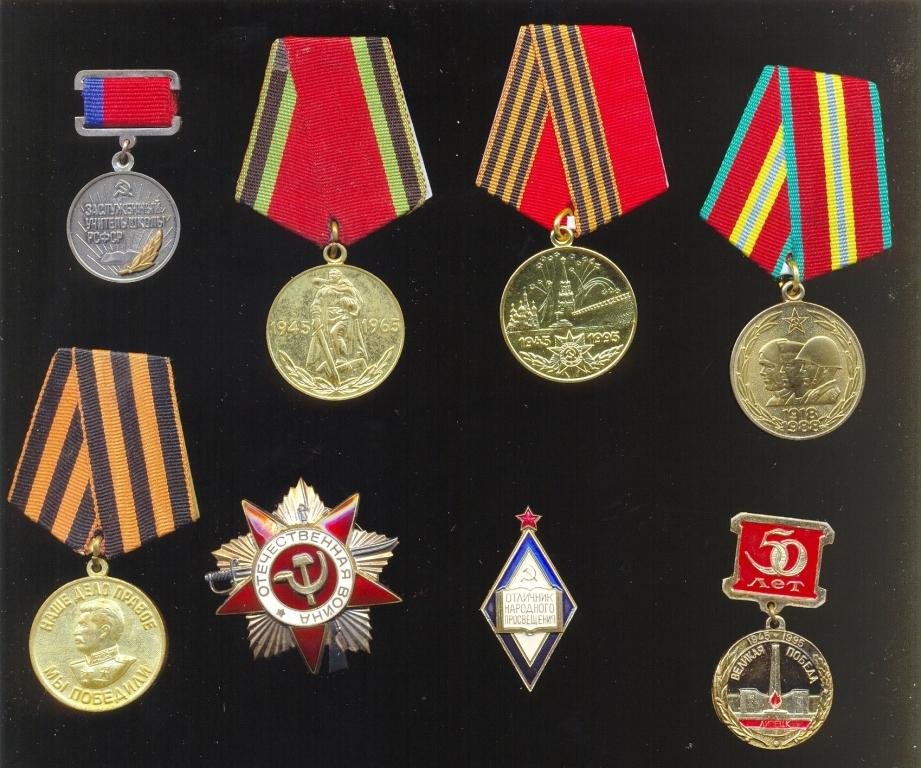 ЗАСЛУЖЕННЫЙ
УЧИТЕЛЬ ШКОЛЫ
РСФСР
1945 1965
1945 1995
1918
1988
НАШЕ ДЕЛО ПРАВОЕ
МЫ ПОБЕДИЛИ
ОТЕЧЕСТВЕННАЯ ВОЙНА
ОТЛИЧНИК
НАРОДНОГО
ПРОСВЕЩЕНИЯ
50
ЛЕТ
1945 • 1995
ВЕЛИКАЯ ПОБЕДА
ЛИПЕЦК